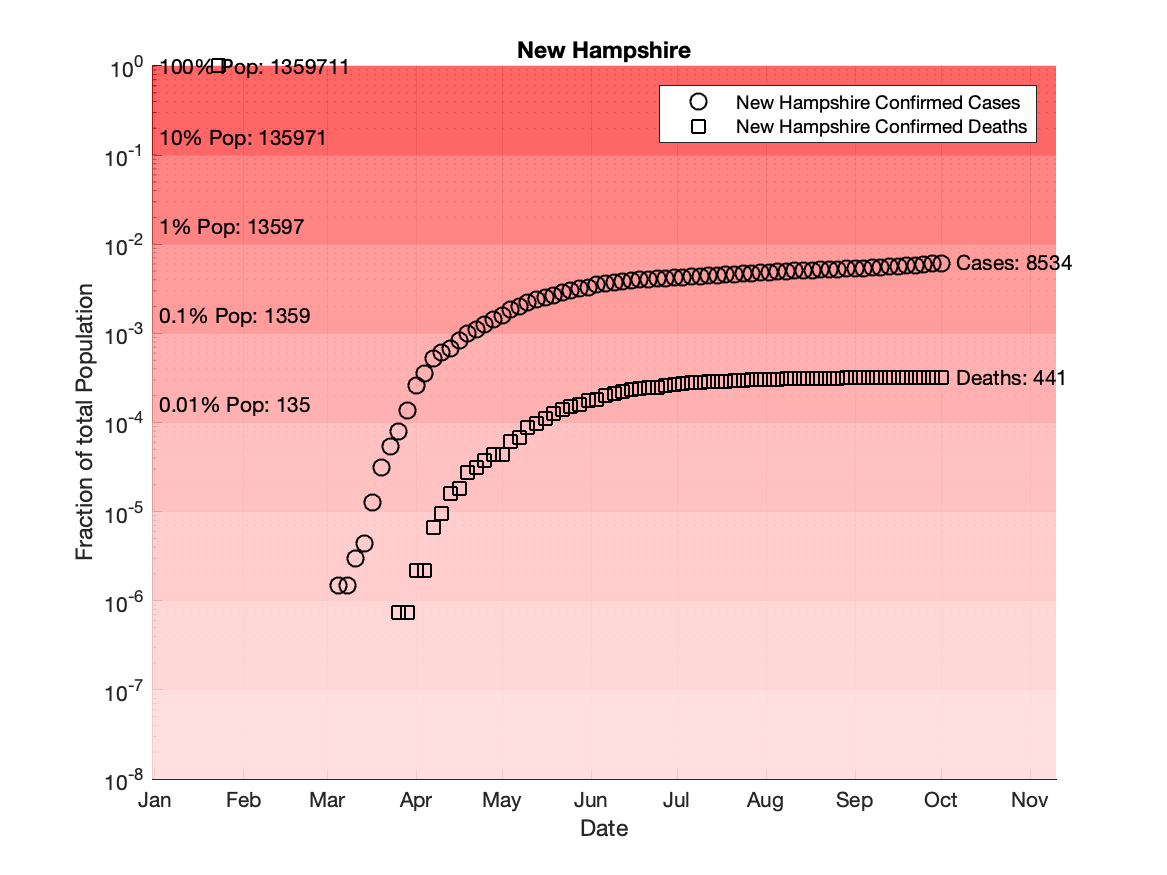 New Hampshire
10^0
100% Pop: 1359711
New Hampshire Confirmed Cases
New Hampshire Confirmed Deaths
10% Pop: 135971
10^-1
1% Pop: 13597
10^-2
Cases: 8534
0.1% Pop: 1359
10^-3
Deaths: 441
0.01% Pop: 135
10^-4
10^-5
10^-6
10^-7
10^-8
Fraction of total Population
Jan Feb Mar Apr May Jun Jul Aug Sep Oct Nov
Date